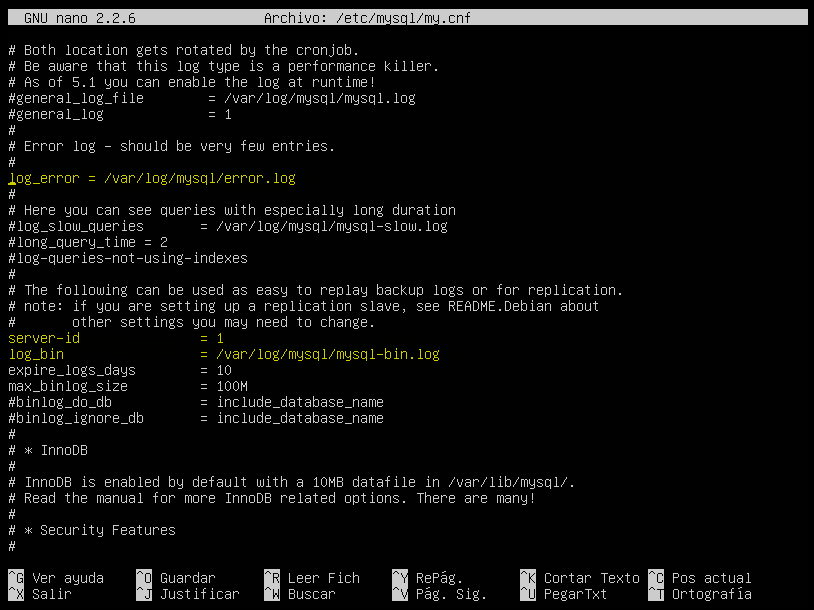 GNU nano 2.2.6 Archivo: /etc/mysql/my.cnf
# Both location gets rotated by the cronjob.
# Be aware that this log type is a performance killer.
# As of 5.1 you can enable the log at runtime!
#general_log_file        = /var/log/mysql/mysql.log
#general_log             = 1
#
# Error log - should be very few entries.
#
log_error = /var/log/mysql/error.log
#
# Here you can see queries with especially long duration
#log_slow_queries       = /var/log/mysql/mysql-slow.log
#long_query_time = 2
#log-queries-not-using-indexes
#
# The following can be used as easy to replay backup logs or for replication.
# note: if you are setting up a replication slave, see README.Debian about
#       other settings you may need to change.
server-id               = 1
log_bin                 = /var/log/mysql/mysql-bin.log
expire_logs_days        = 10
max_binlog_size         = 100M
#binlog_do_db           = include_database_name
#binlog_ignore_db       = include_database_name
#
# * InnoDB
#
# InnoDB is enabled by default with a 10MB datafile in /var/lib/mysql/.
# Read the manual for more InnoDB related options. There are many!
#
# * Security Features
#
^G Ver ayuda ^O Guardar ^R Leer Fich ^Y RePág. ^K Cortar Texto ^C Pos actual
^X Salir ^J Justificar ^W Buscar ^V Pág. Sig. ^U PegarTxt ^T Ortografía